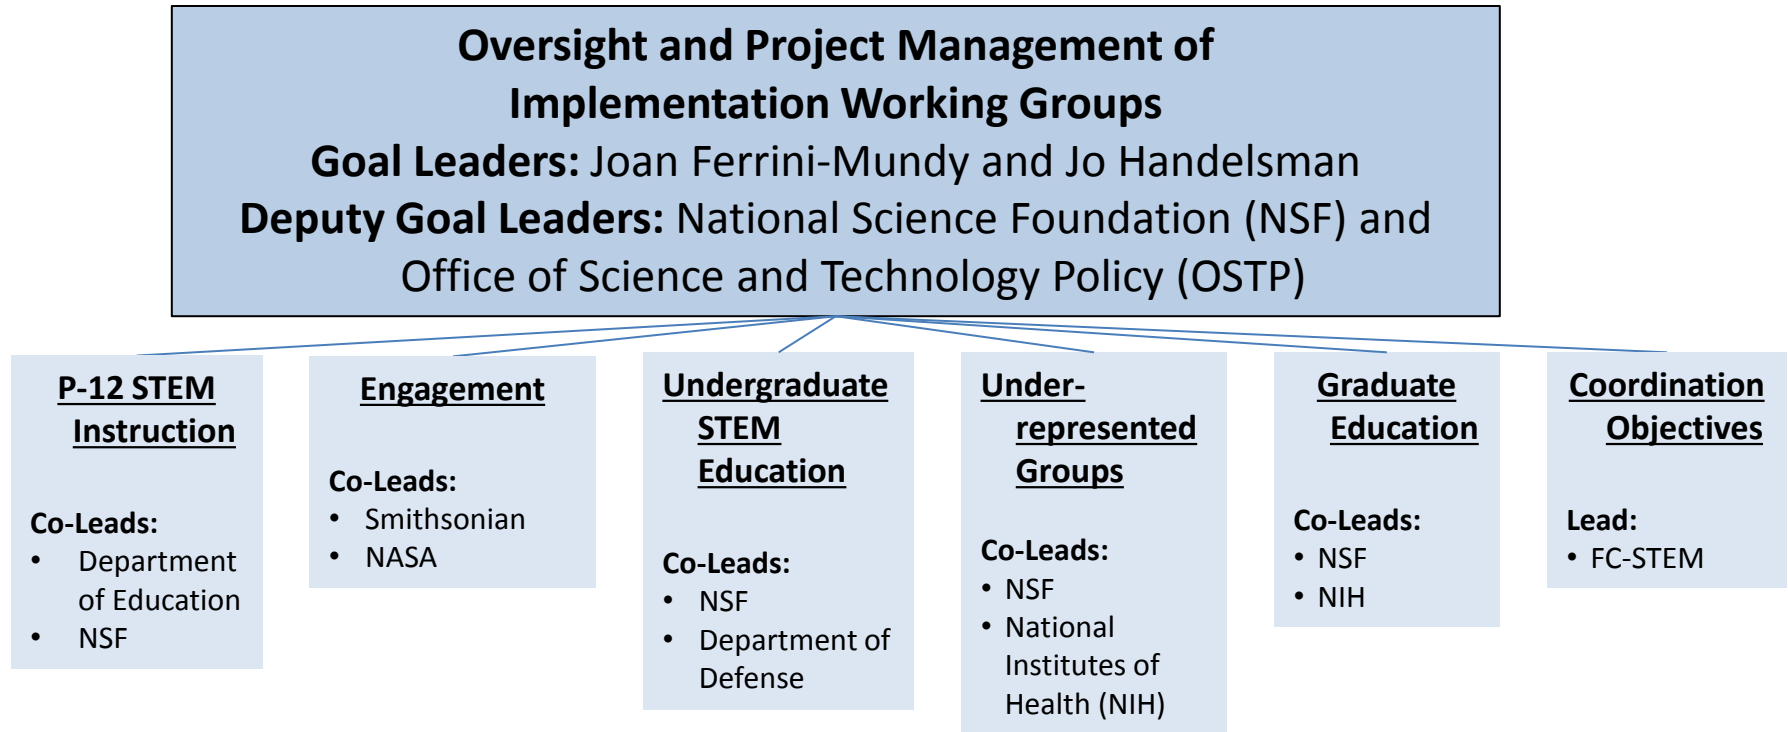 Oversight and Project Management of
Implementation Working Groups
Goal Leaders: Joan Ferrini-Mundy and Jo Handelsman
Deputy Goal Leaders: National Science Foundation (NSF) and
Office of Science and Technology Policy (OSTP)
P-12 STEM
Instruction
Co-Leads:
• Department
of Education
• NSF
Engagement
Co-Leads:
• Smithsonian
• NASA
Undergraduate
STEM
Education
Co-Leads:
• NSF
• Department of
Defense
Under-
represented
Groups
Co-Leads:
• NSF
• National
Institutes of
Health (NIH)
Graduate
Education
Co-Leads:
• NSF
• NIH
Coordination
Objectives
Lead:
• FC-STEM